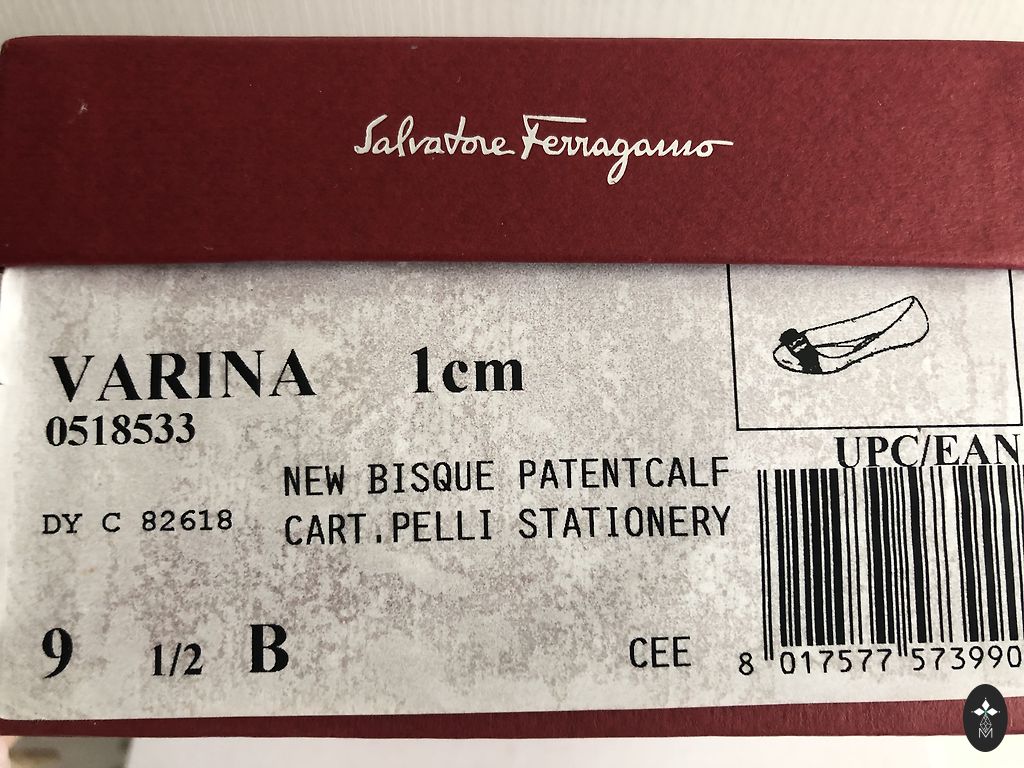 Salvatore Ferragamo
VARINA 1cm
0518533
UPC/EAN
NEW BISQUE PATENTCALF
DY C 82618
CART.PELLI STATIONERY
9 1/2 B
CEE
8 017577 573990
M